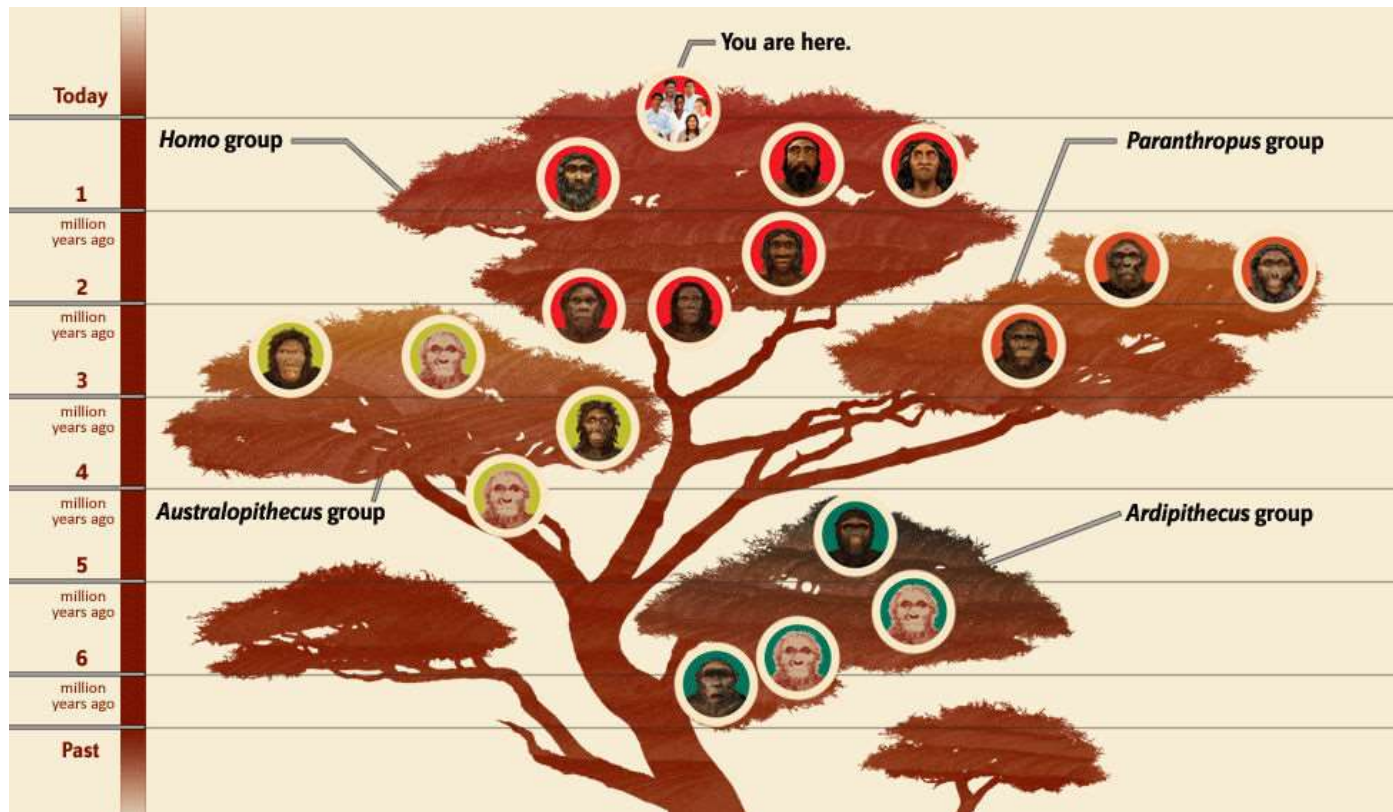 You are here.
Today
Homo group
Paranthropus group
1
million
years ago
2
million
years ago
3
million
years ago
4
million
years ago
Australopithecus group
Ardipithecus group
5
million
years ago
6
million
years ago
Past